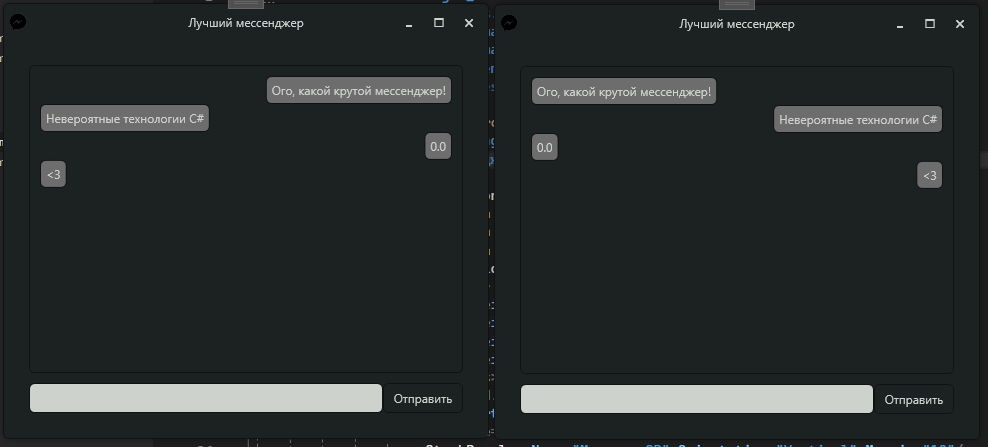 Лучший мессенджер
Ого, какой крутой мессенджер!
Невероятные технологии C#
0.0
<3
Отправить
Лучший мессенджер
Ого, какой крутой мессенджер!
Невероятные технологии C#
0.0
<3
Отправить